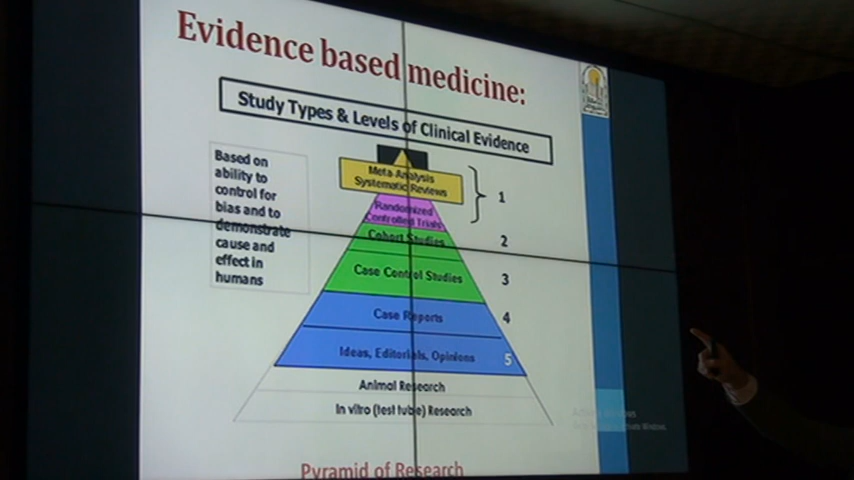 Evidence based medicine:
Study Types & Levels of Clinical Evidence
Based on
ability to
control for
bias and to
demonstrate
cause and
effect in
humans
Meta-Analysis
Systematic Reviews
1
Randomized
Controlled Trials
Cohort Studies
2
Case Control Studies
3
Case Reports
4
Ideas, Editorials, Opinions
5
Animal Research
In vitro (test tube) Research
Pyramid of Research